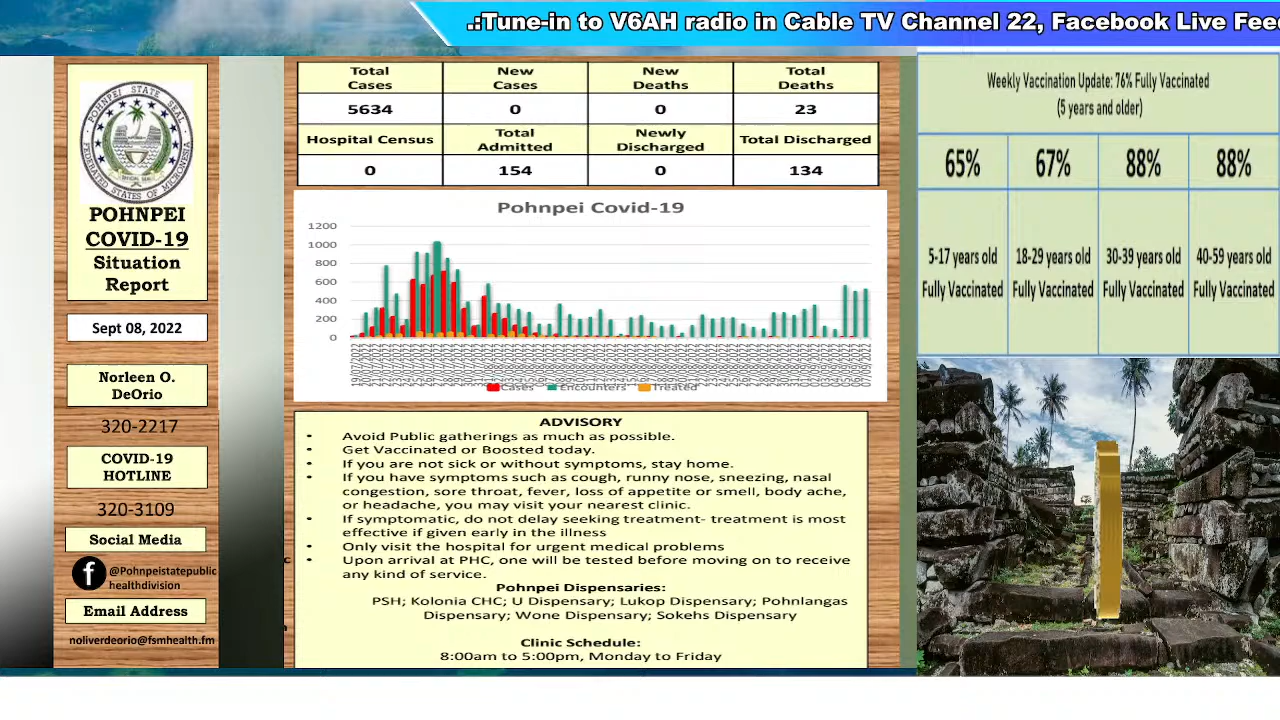 .:Tune-in to V6AH radio in Cable TV Channel 22, Facebook Live Fee
POHNPEI STATE SEAL
FEDERATED STATES OF MICRONESIA
POHNPEI
COVID-19
Situation
Report
Sept 08, 2022
Norleen O.
DeOrio
320-2217
COVID-19
HOTLINE
320-3109
Social Media
f
@Pohnpeistatepublic
healthdivision
Email Address
noliverdeorio@fsmhealth.fm
Total Cases
New Cases
New Deaths
Total Deaths
5634
0
0
23
Hospital Census
Total Admitted
Newly Discharged
Total Discharged
0
154
0
134
Pohnpei Covid-19
1200
1000
800
600
400
200
0
Cases
Encounters
Treated
ADVISORY
• Avoid Public gatherings as much as possible.
• Get Vaccinated or Boosted today.
• If you are not sick or without symptoms, stay home.
• If you have symptoms such as cough, runny nose, sneezing, nasal
congestion, sore throat, fever, loss of appetite or smell, body ache,
or headache, you may visit your nearest clinic.
• If symptomatic, do not delay seeking treatment- treatment is most
effective if given early in the illness
• Only visit the hospital for urgent medical problems
• Upon arrival at PHC, one will be tested before moving on to receive
any kind of service.
Pohnpei Dispensaries:
PSH; Kolonia CHC; U Dispensary; Lukop Dispensary; Pohnlangas
Dispensary; Wone Dispensary; Sokehs Dispensary
Clinic Schedule:
8:00am to 5:00pm, Monday to Friday
Weekly Vaccination Update: 76% Fully Vaccinated
(5 years and older)
65%
67%
88%
88%
5-17 years old
Fully Vaccinated
18-29 years old
Fully Vaccinated
30-39 years old
Fully Vaccinated
40-59 years old
Fully Vaccinated